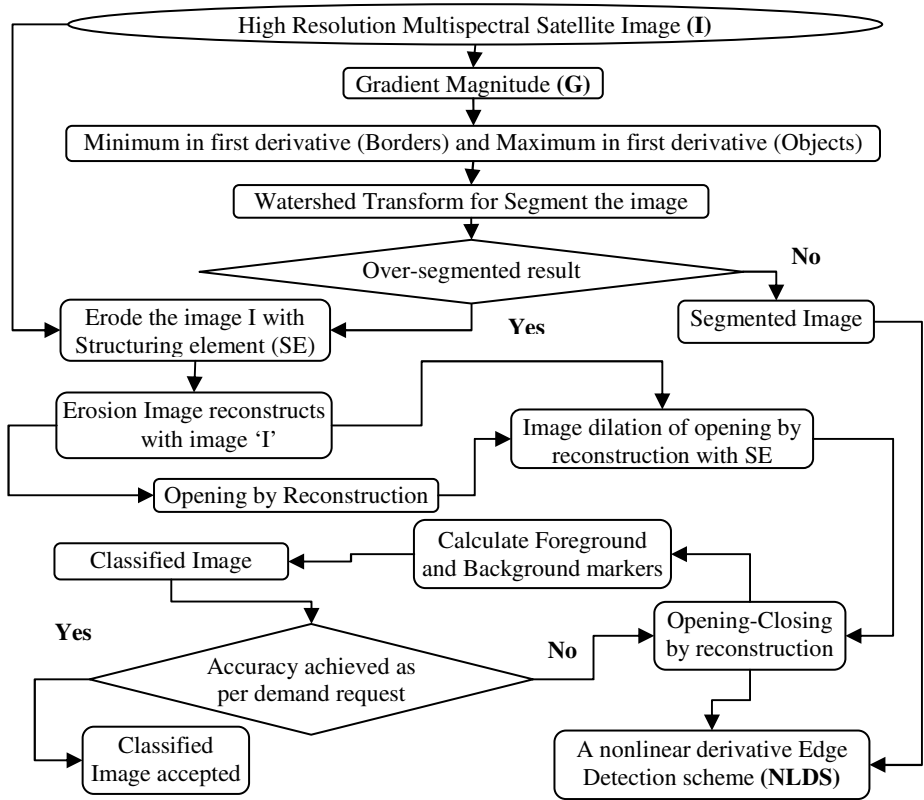 High Resolution Multispectral Satellite Image (I)
Gradient Magnitude (G)
Minimum in first derivative (Borders) and Maximum in first derivative (Objects)
Watershed Transform for Segment the image
Over-segmented result
No
Yes
Erode the image I with
Structuring element (SE)
Segmented Image
Erosion Image reconstructs
with image ‘I’
Image dilation of opening by
reconstruction with SE
Opening by Reconstruction
Calculate Foreground
and Background markers
Classified Image
Opening-Closing
by reconstruction
Yes
No
Accuracy achieved as
per demand request
Classified
Image accepted
A nonlinear derivative Edge
Detection scheme (NLDS)